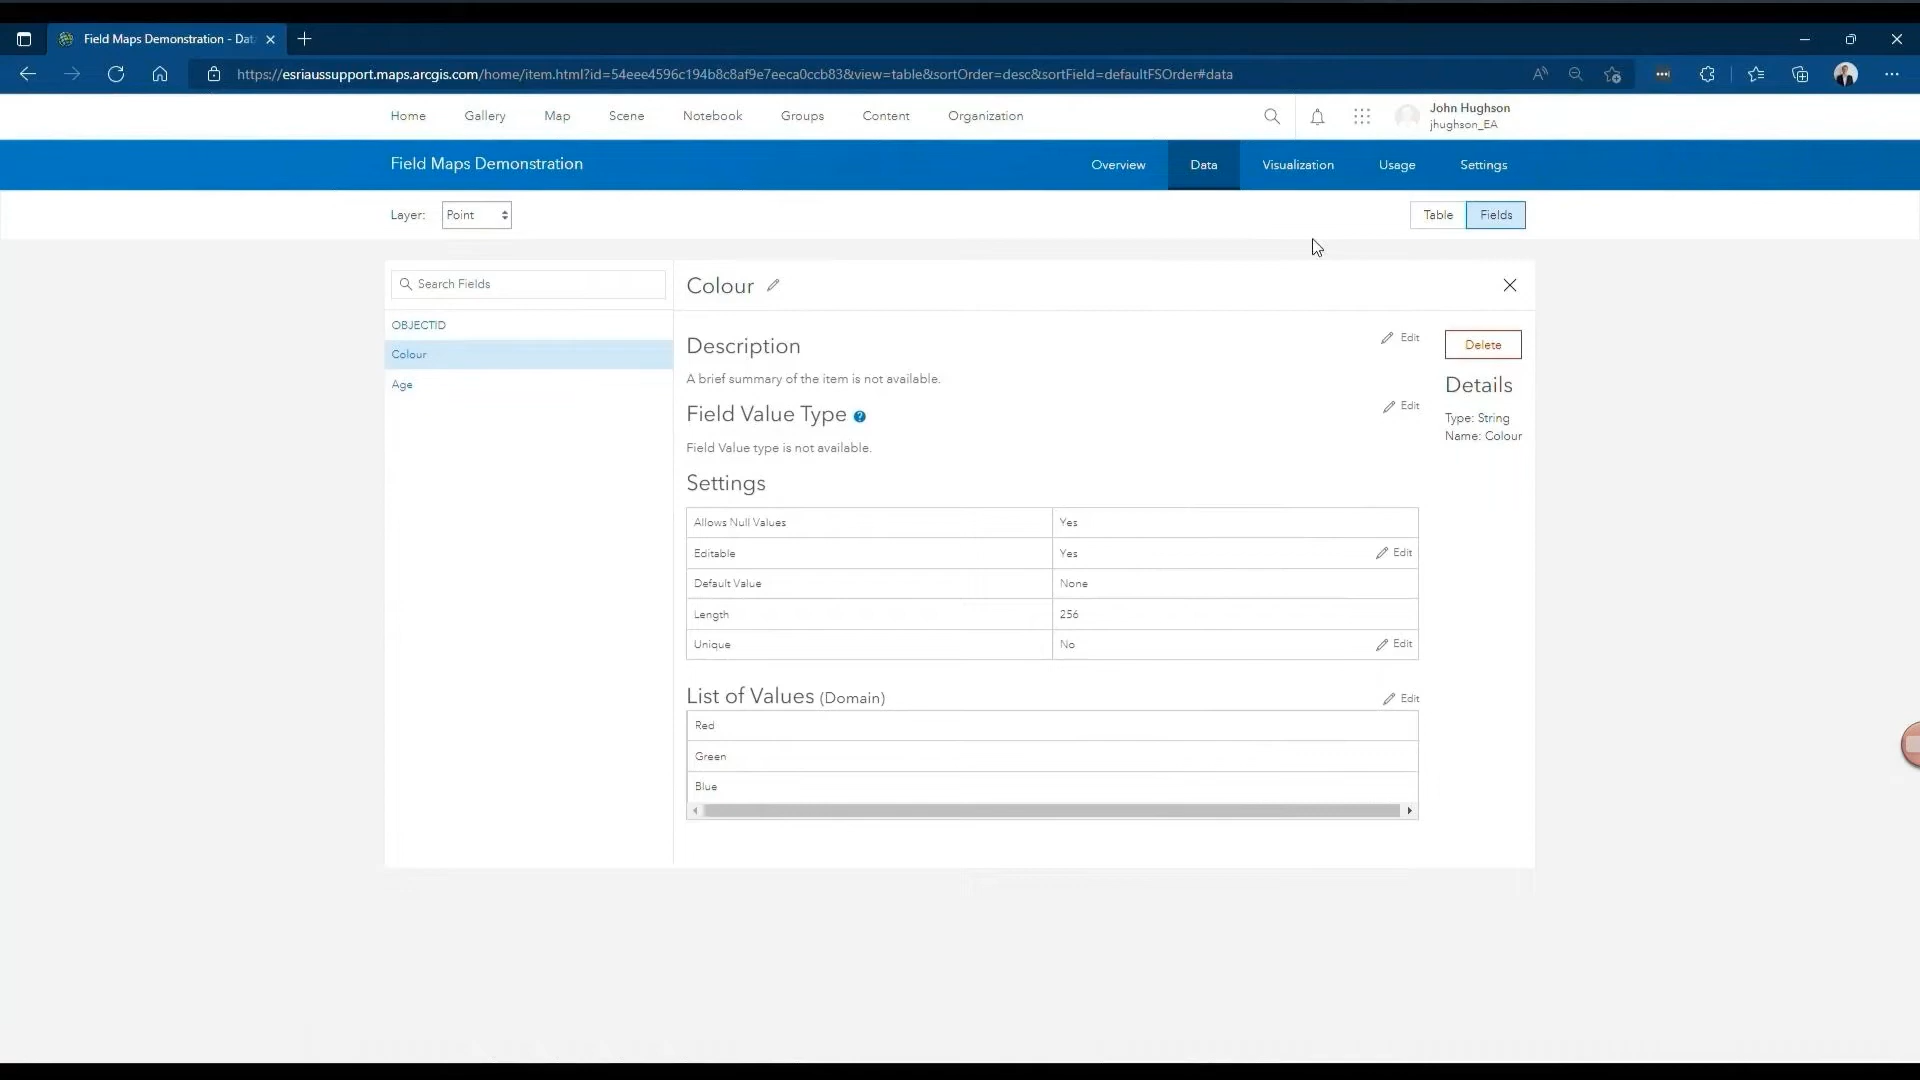 Field Maps Demonstration - Dat
https://esriaussupport.maps.arcgis.com/home/item.html?id=54eee4596c194b8c8af9e7eeca0ccb83&view=table&sortOrder=desc&sortField=defaultFSOrder#data
Home Gallery Map Scene Notebook Groups Content Organization
John Hughson
jhughson_EA
Field Maps Demonstration
Overview Data Visualization Usage Settings
Layer: Point
Table Fields
Search Fields
OBJECTID
Colour
Age
Colour
Description
Edit
A brief summary of the item is not available.
Field Value Type ?
Edit
Field Value type is not available.
Settings
Allows Null Values Yes
Editable Yes Edit
Default Value None
Length 256
Unique No Edit
List of Values (Domain)
Edit
Red
Green
Blue
Delete
Details
Type: String
Name: Colour